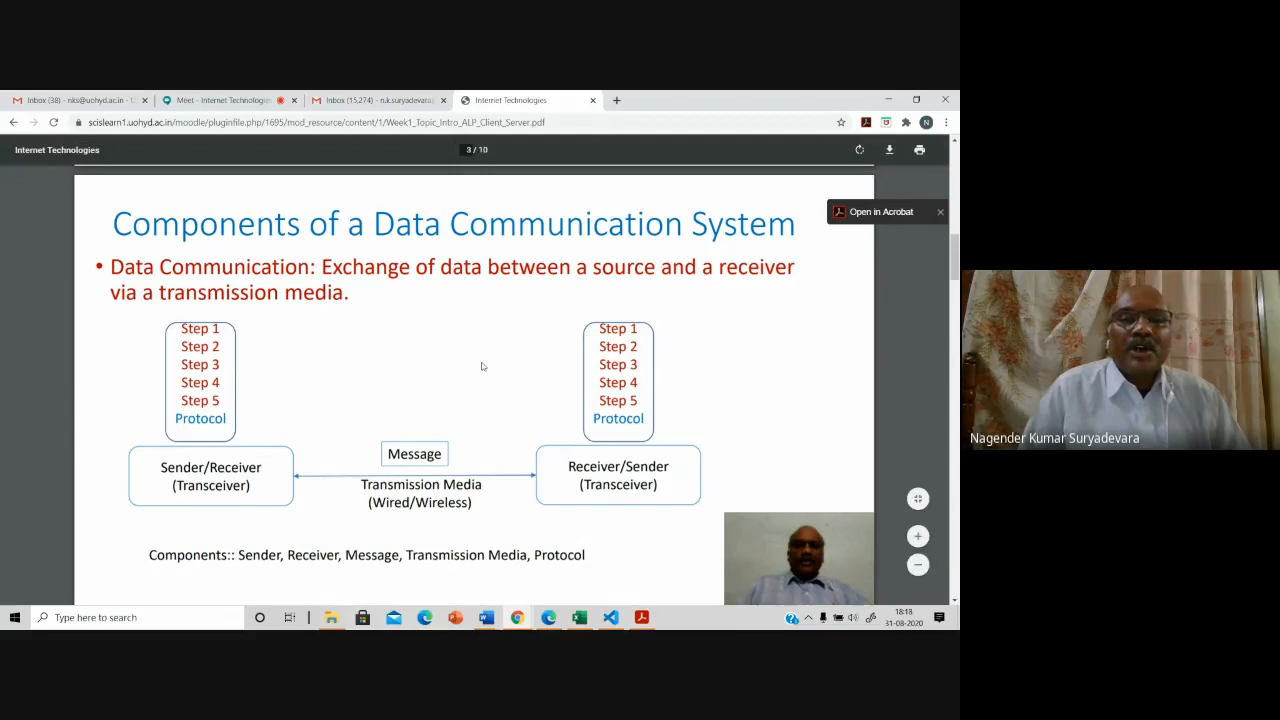 Inbox (38) - nks@uohyd.ac.in - U
Meet - Internet Technologies
Inbox (15,274) - n.k.suryadevara
Internet Technologies
scislearn1.uohyd.ac.in/moodle/pluginfile.php/1695/mod_resource/content/1/Week1_Topic_Intro_ALP_Client_Server.pdf
N
Internet Technologies
3 / 10
Open in Acrobat
Components of a Data Communication System
• Data Communication: Exchange of data between a source and a receiver
via a transmission media.
Step 1
Step 2
Step 3
Step 4
Step 5
Protocol
Step 1
Step 2
Step 3
Step 4
Step 5
Protocol
Sender/Receiver
(Transceiver)
Message
Transmission Media
(Wired/Wireless)
Receiver/Sender
(Transceiver)
Components:: Sender, Receiver, Message, Transmission Media, Protocol
Nagender Kumar Suryadevara
Type here to search
18:18
31-08-2020